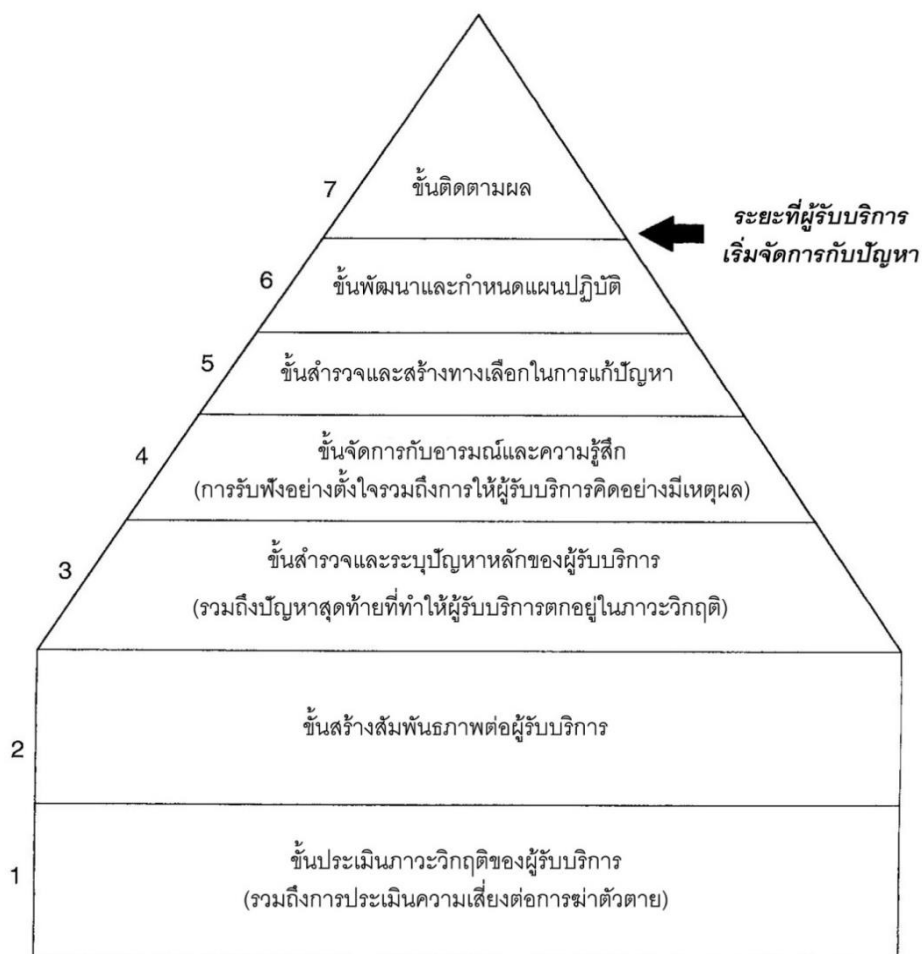 7
ขั้นติดตามผล
ระยะที่ผู้รับบริการ
เริ่มจัดการกับปัญหา
6
ขั้นพัฒนาและกำหนดแผนปฏิบัติ
5
ขั้นสำรวจและสร้างทางเลือกในการแก้ปัญหา
4
ขั้นจัดการกับอารมณ์และความรู้สึก
(การรับฟังอย่างตั้งใจรวมถึงการให้ผู้รับบริการคิดอย่างมีเหตุผล)
3
ขั้นสำรวจและระบุปัญหาหลักของผู้รับบริการ
(รวมถึงปัญหาสุดท้ายที่ทำให้ผู้รับบริการตกอยู่ในภาวะวิกฤติ)
2
ขั้นสร้างสัมพันธภาพต่อผู้รับบริการ
1
ขั้นประเมินภาวะวิกฤติของผู้รับบริการ
(รวมถึงการประเมินความเสี่ยงต่อการฆ่าตัวตาย)